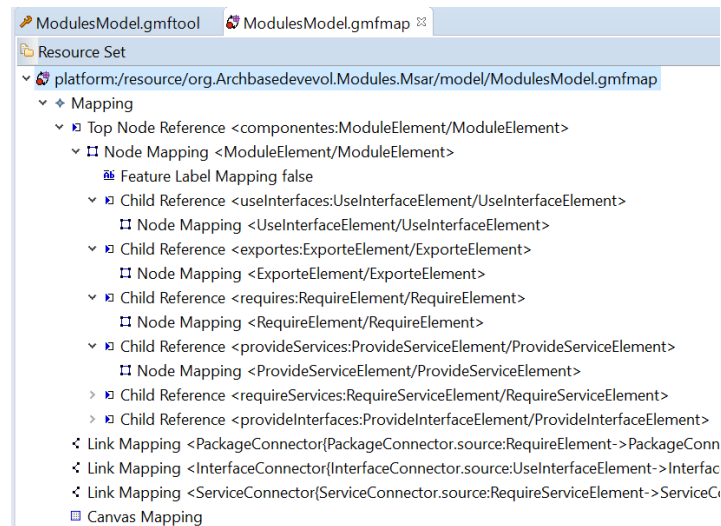 ModulesModel.gmftool ModulesModel.gmfmap
Resource Set
platform:/resource/org.Archbasedevevol.Modules.Msar/model/ModulesModel.gmfmap
Mapping
Top Node Reference <componentes:ModuleElement/ModuleElement>
Node Mapping <ModuleElement/ModuleElement>
Feature Label Mapping false
Child Reference <useInterfaces:UseInterfaceElement/UseInterfaceElement>
Node Mapping <UseInterfaceElement/UseInterfaceElement>
Child Reference <exportes:ExporteElement/ExporteElement>
Node Mapping <ExporteElement/ExporteElement>
Child Reference <requires:RequireElement/RequireElement>
Node Mapping <RequireElement/RequireElement>
Child Reference <provideServices:ProvideServiceElement/ProvideServiceElement>
Node Mapping <ProvideServiceElement/ProvideServiceElement>
Child Reference <requireServices:RequireServiceElement/RequireServiceElement>
Child Reference <provideInterfaces:ProvideInterfaceElement/ProvideInterfaceElement>
Link Mapping <PackageConnector{PackageConnector.source:RequireElement->PackageConn
Link Mapping <InterfaceConnector{InterfaceConnector.source:UseInterfaceElement->Interfac
Link Mapping <ServiceConnector{ServiceConnector.source:RequireServiceElement->ServiceCo
Canvas Mapping